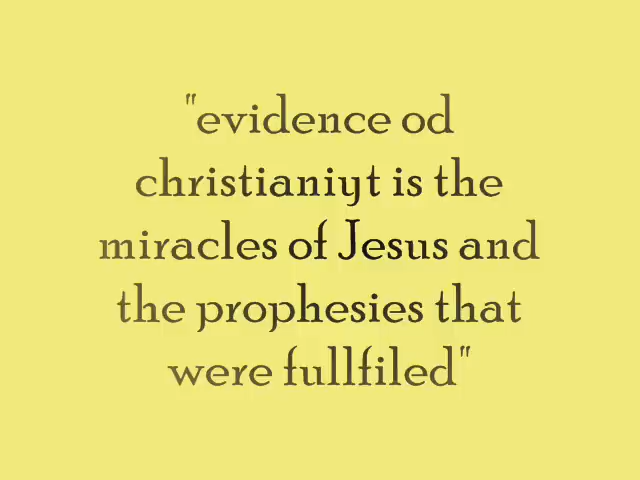 "evidence od
christianiyt is the
miracles of Jesus and
the prophesies that
were fullfiled"